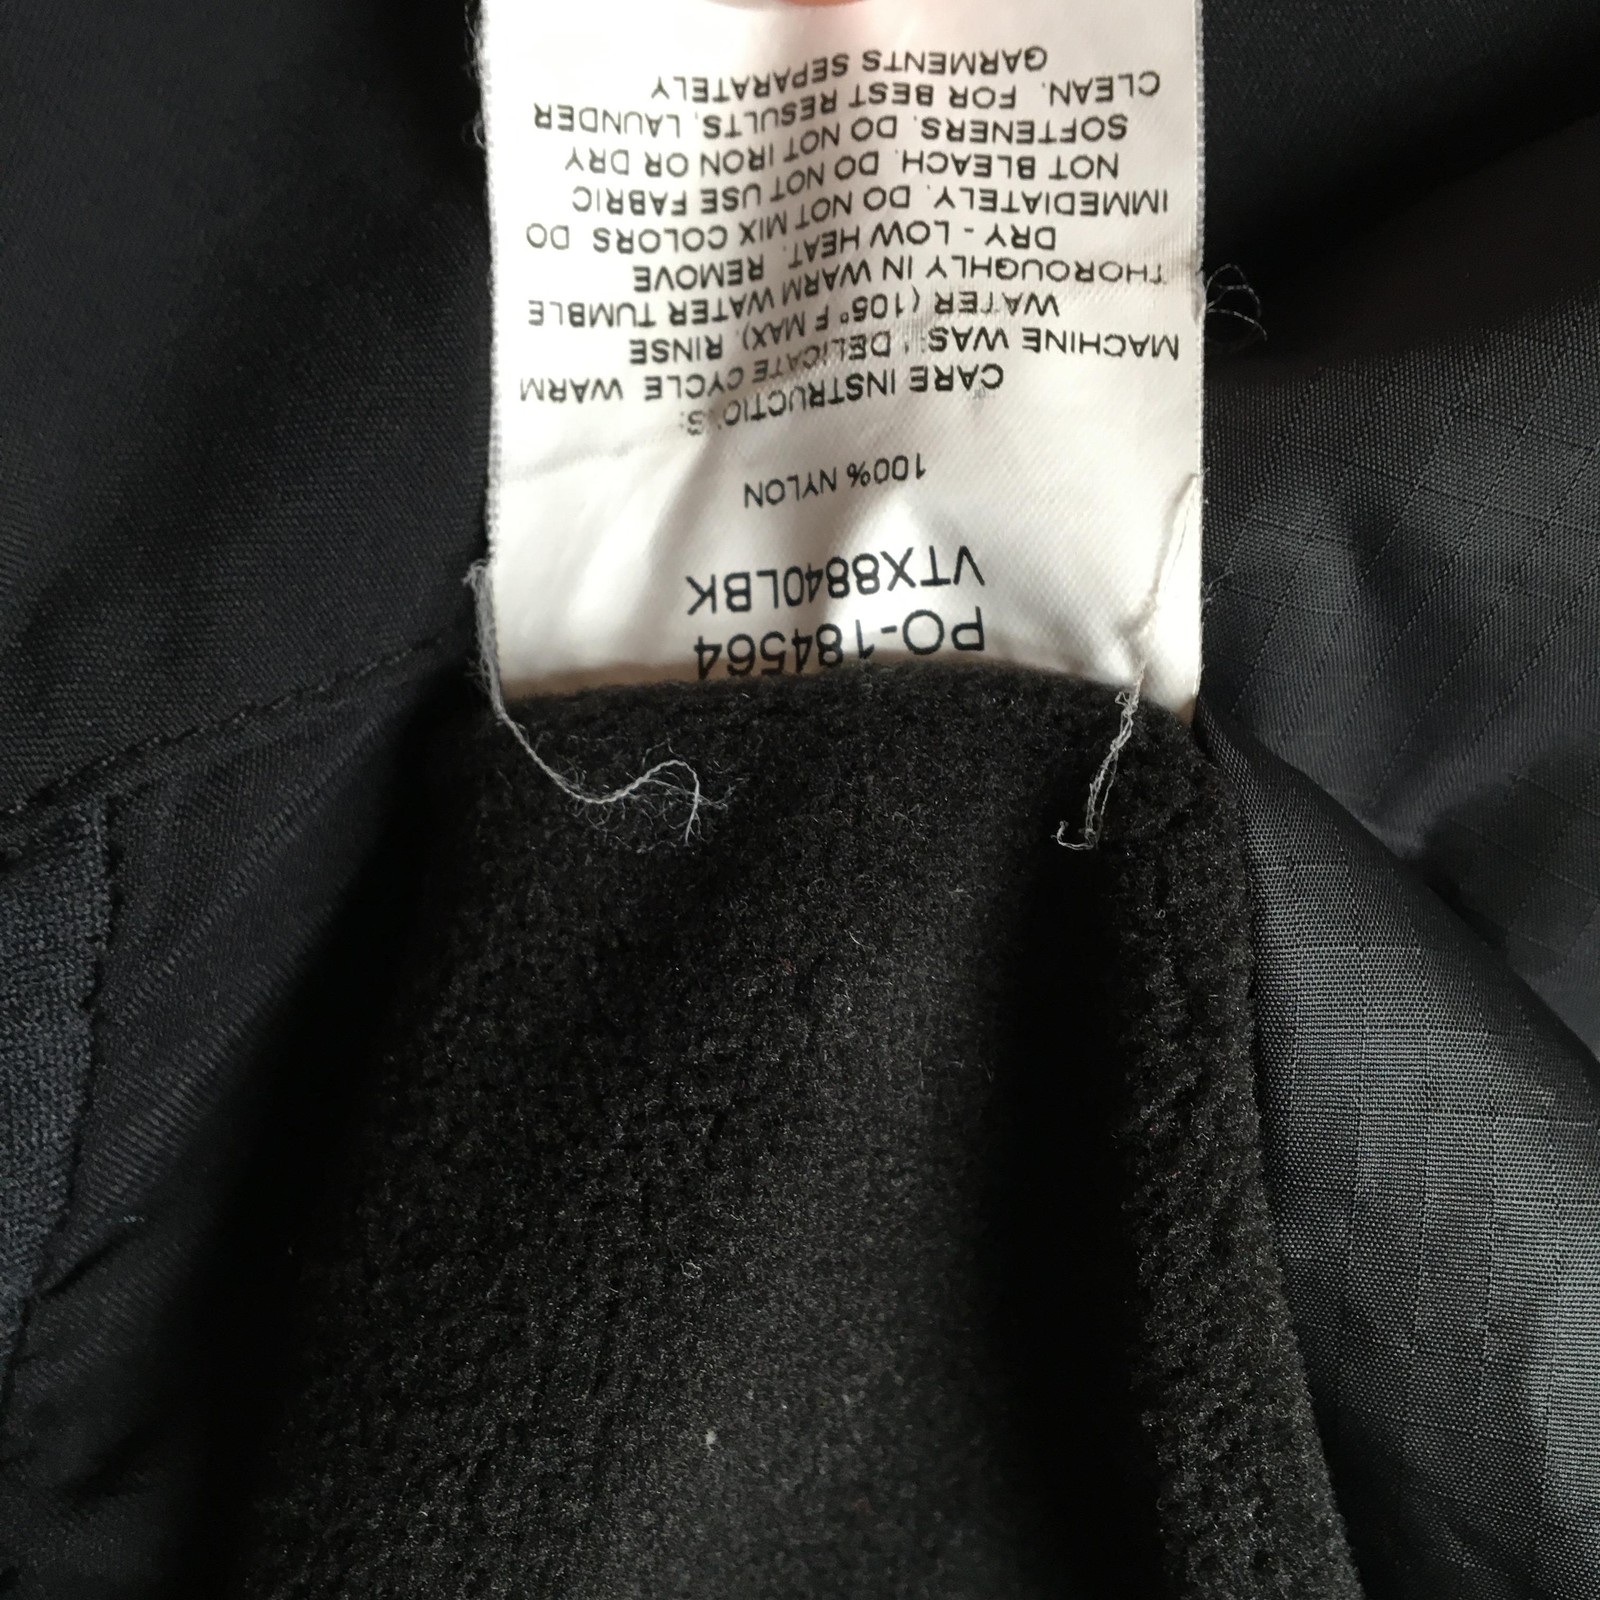 PO-184564
VTX8840LBK
100% NYLON
CARE INSTRUCTIO S:
MACHINE WAS : DELICATE CYCLE WARM
WATER (105° F MAX). RINSE
THOROUGHLY IN WARM WATER TUMBLE
DRY - LOW HEAT. REMOVE
IMMEDIATELY. DO NOT MIX COLORS DO
NOT BLEACH. DO NOT USE FABRIC
SOFTENERS. DO NOT IRON OR DRY
CLEAN. FOR BEST RESULTS, LAUNDER
GARMENTS SEPARATELY